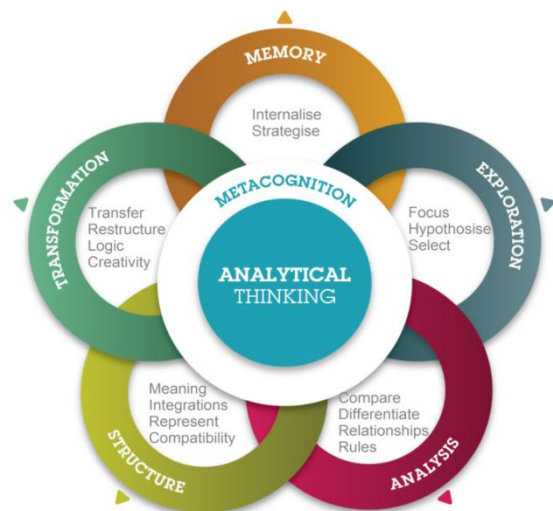 MEMORY
Internalise
Strategise
EXPLORATION
Focus
Hypothosise
Select
METACOGNITION
ANALYTICAL
THINKING
TRANSFORMATION
Transfer
Restructure
Logic
Creativity
STRUCTURE
Meaning
Integrations
Represent
Compatibility
ANALYSIS
Compare
Differentiate
Relationships
Rules